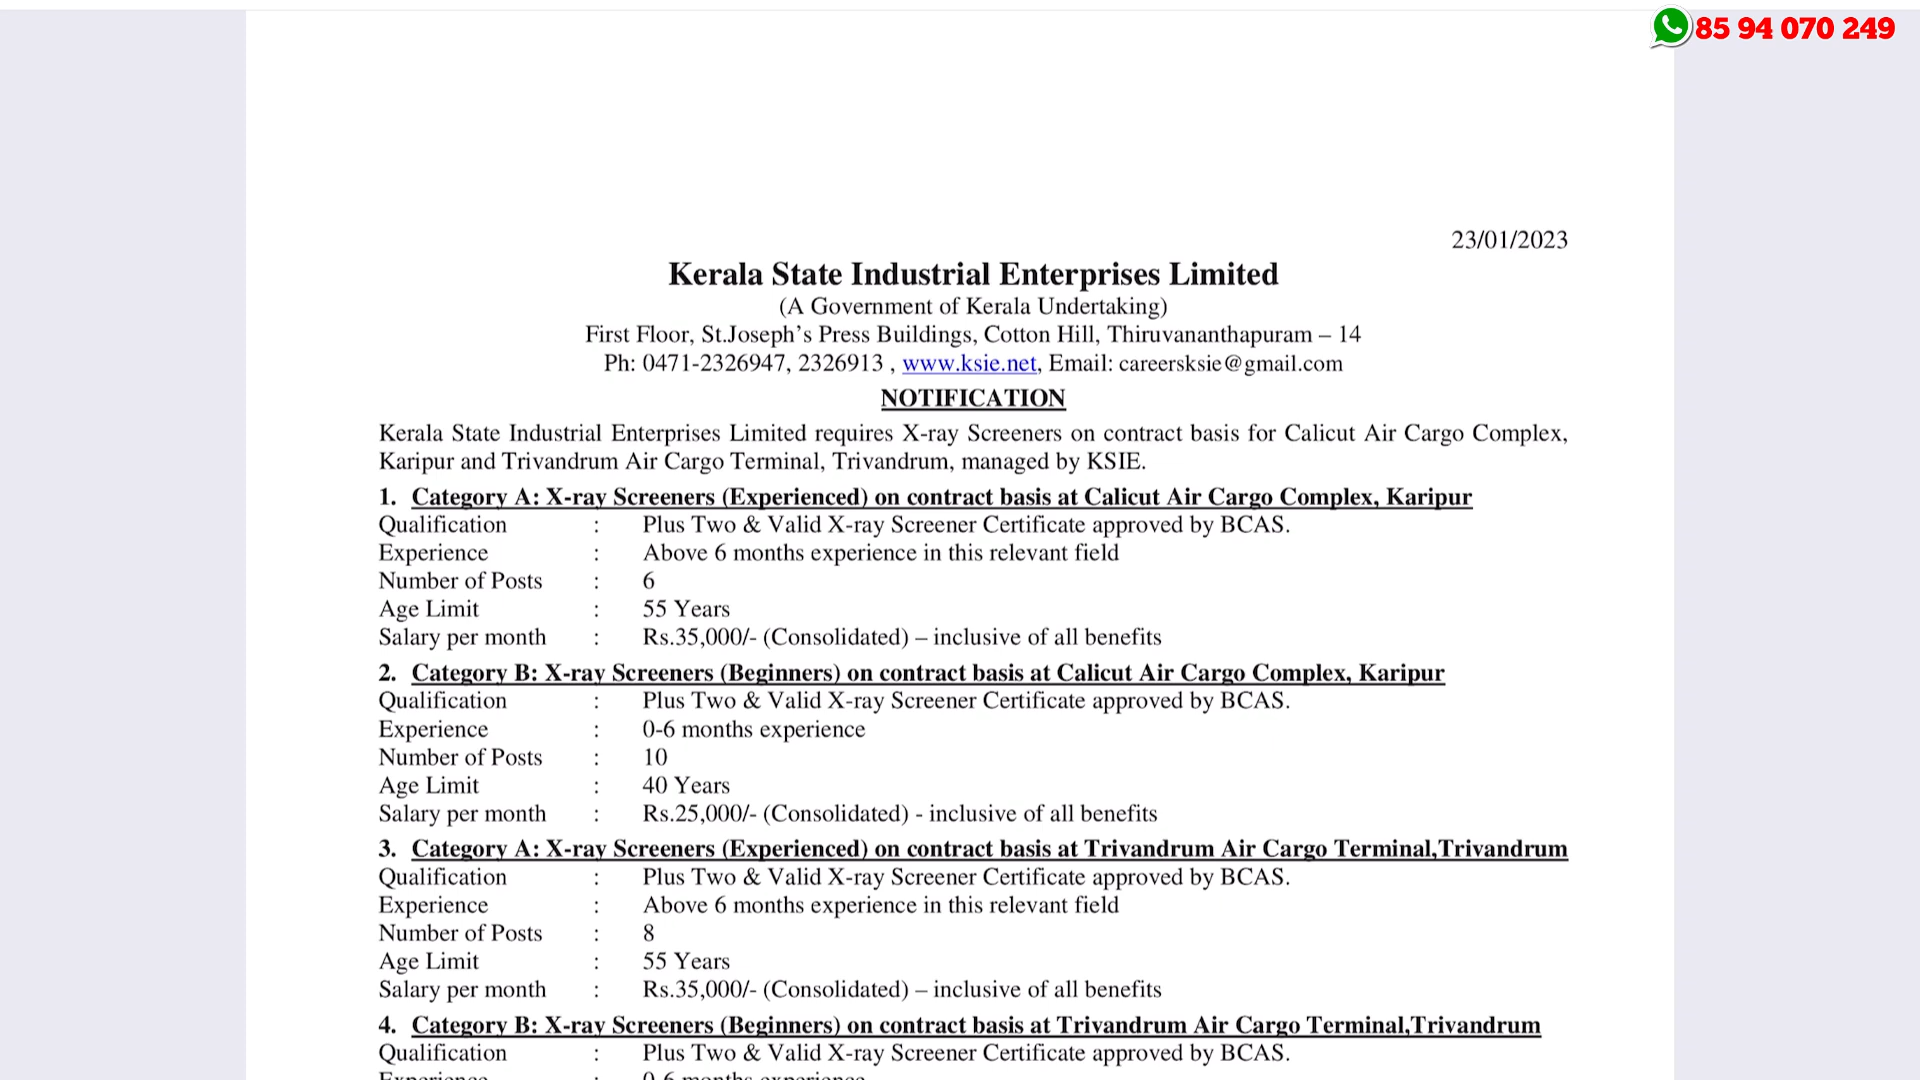 85 94 070 249
23/01/2023
Kerala State Industrial Enterprises Limited
(A Government of Kerala Undertaking)
First Floor, St.Joseph’s Press Buildings, Cotton Hill, Thiruvananthapuram – 14
Ph: 0471-2326947, 2326913 , www.ksie.net, Email: careersksie@gmail.com
NOTIFICATION
Kerala State Industrial Enterprises Limited requires X-ray Screeners on contract basis for Calicut Air Cargo Complex,
Karipur and Trivandrum Air Cargo Terminal, Trivandrum, managed by KSIE.
1. Category A: X-ray Screeners (Experienced) on contract basis at Calicut Air Cargo Complex, Karipur
Qualification : Plus Two & Valid X-ray Screener Certificate approved by BCAS.
Experience : Above 6 months experience in this relevant field
Number of Posts : 6
Age Limit : 55 Years
Salary per month : Rs.35,000/- (Consolidated) – inclusive of all benefits
2. Category B: X-ray Screeners (Beginners) on contract basis at Calicut Air Cargo Complex, Karipur
Qualification : Plus Two & Valid X-ray Screener Certificate approved by BCAS.
Experience : 0-6 months experience
Number of Posts : 10
Age Limit : 40 Years
Salary per month : Rs.25,000/- (Consolidated) - inclusive of all benefits
3. Category A: X-ray Screeners (Experienced) on contract basis at Trivandrum Air Cargo Terminal,Trivandrum
Qualification : Plus Two & Valid X-ray Screener Certificate approved by BCAS.
Experience : Above 6 months experience in this relevant field
Number of Posts : 8
Age Limit : 55 Years
Salary per month : Rs.35,000/- (Consolidated) – inclusive of all benefits
4. Category B: X-ray Screeners (Beginners) on contract basis at Trivandrum Air Cargo Terminal,Trivandrum
Qualification : Plus Two & Valid X-ray Screener Certificate approved by BCAS.
Experience : 0-6 months experience